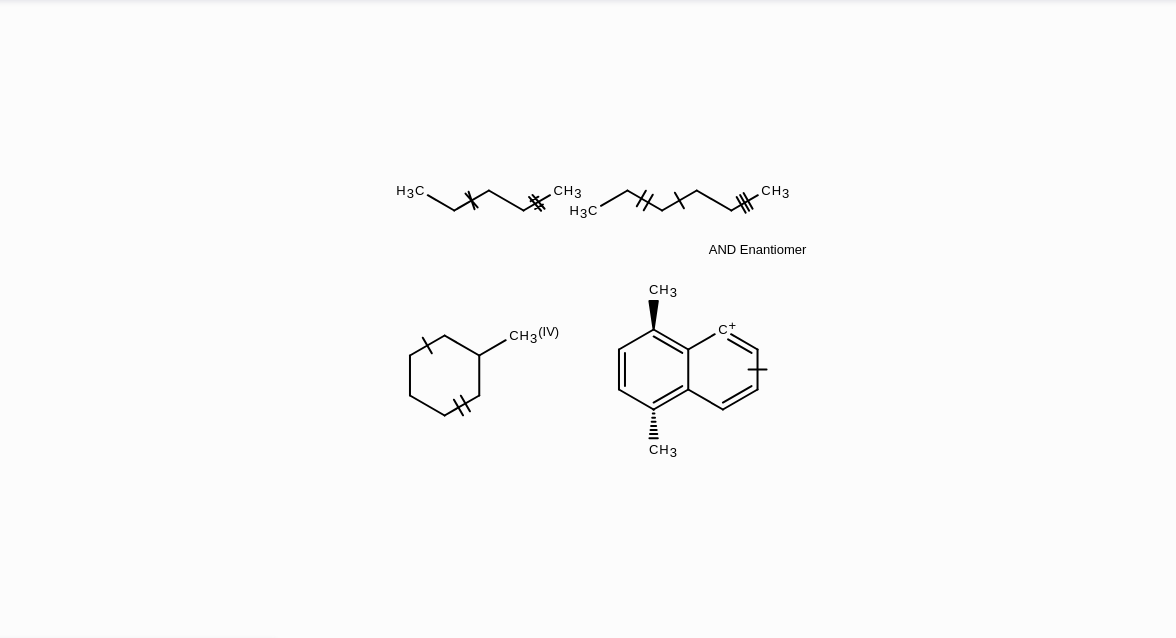 H3C CH3 CH3
H3C
AND Enantiomer
CH3
CH3(IV) C+
CH3